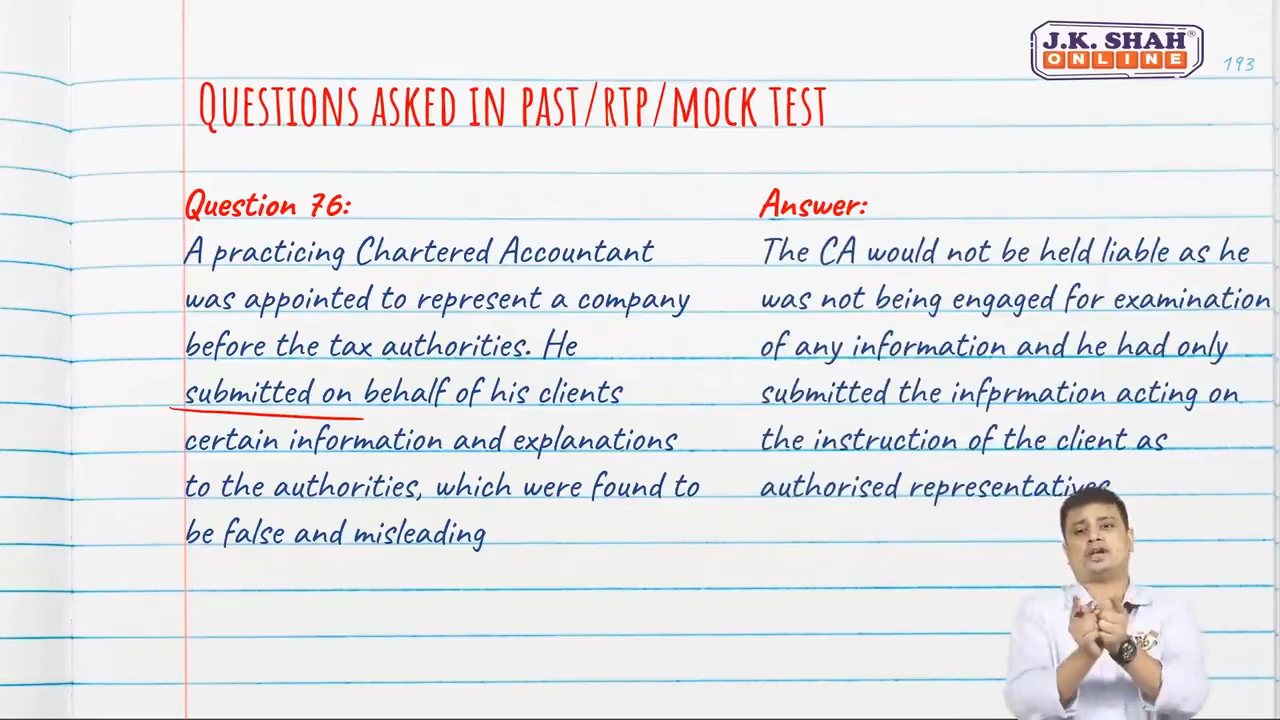 J.K. SHAH®
ONLINE
193
QUESTIONS ASKED IN PAST/RTP/MOCK TEST
Question 76:
A practicing Chartered Accountant
was appointed to represent a company
before the tax authorities. He
submitted on behalf of his clients
certain information and explanations
to the authorities, which were found to
be false and misleading
Answer:
The CA would not be held liable as he
was not being engaged for examination
of any information and he had only
submitted the infprmation acting on
the instruction of the client as
authorised representatives